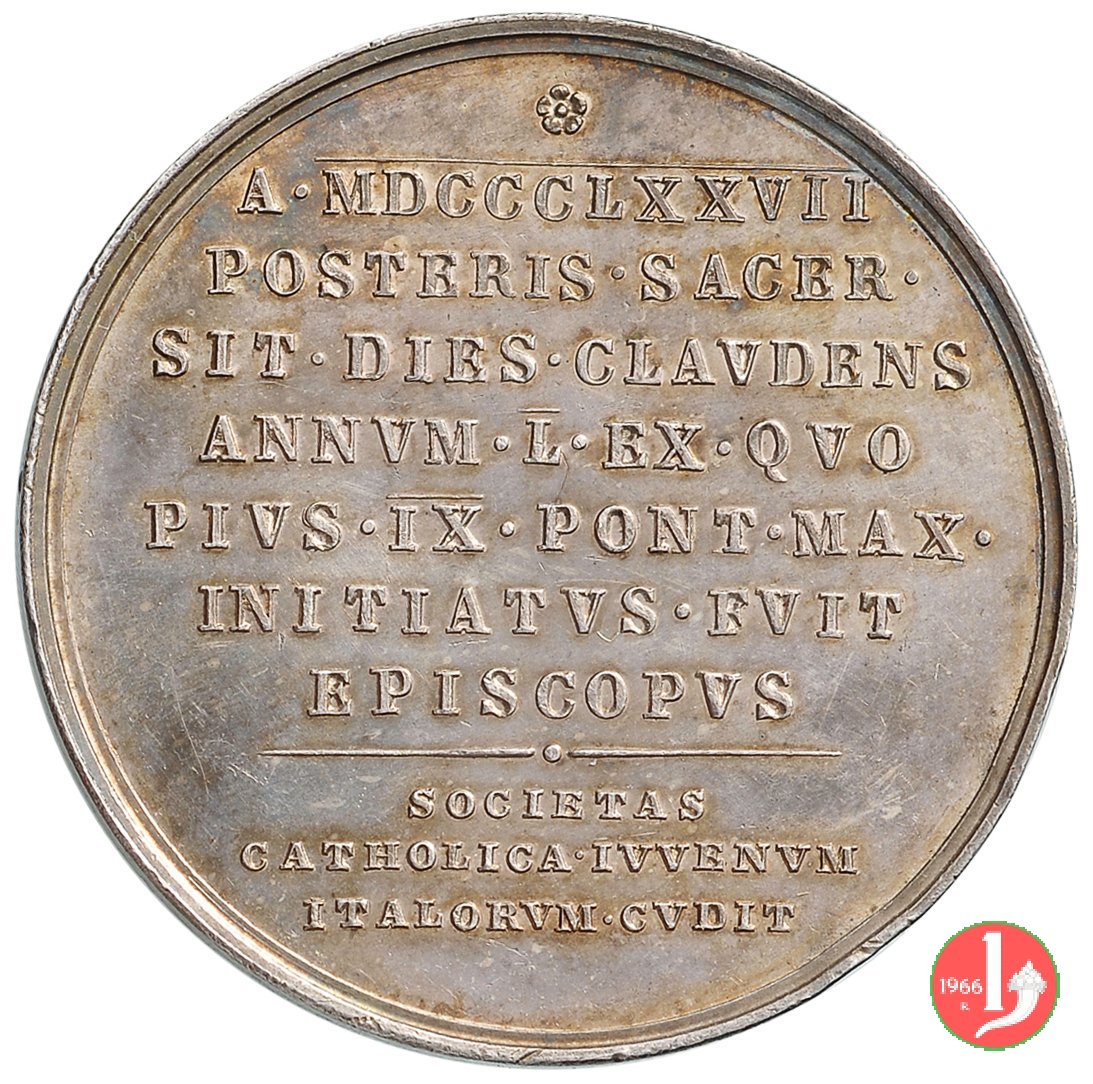 A · MDCCCLXXVII
POSTERIS · SACER ·
SIT · DIES · CLAVDENS
ANNVM · L̅ · EX · QVO
PIVS · I̅X̅ · PONT · MAX ·
INITIATVS · FVIT
EPISCOPVS
SOCIETAS
CATHOLICA · IVVENVM
ITALORVM · CVDIT
1966
R